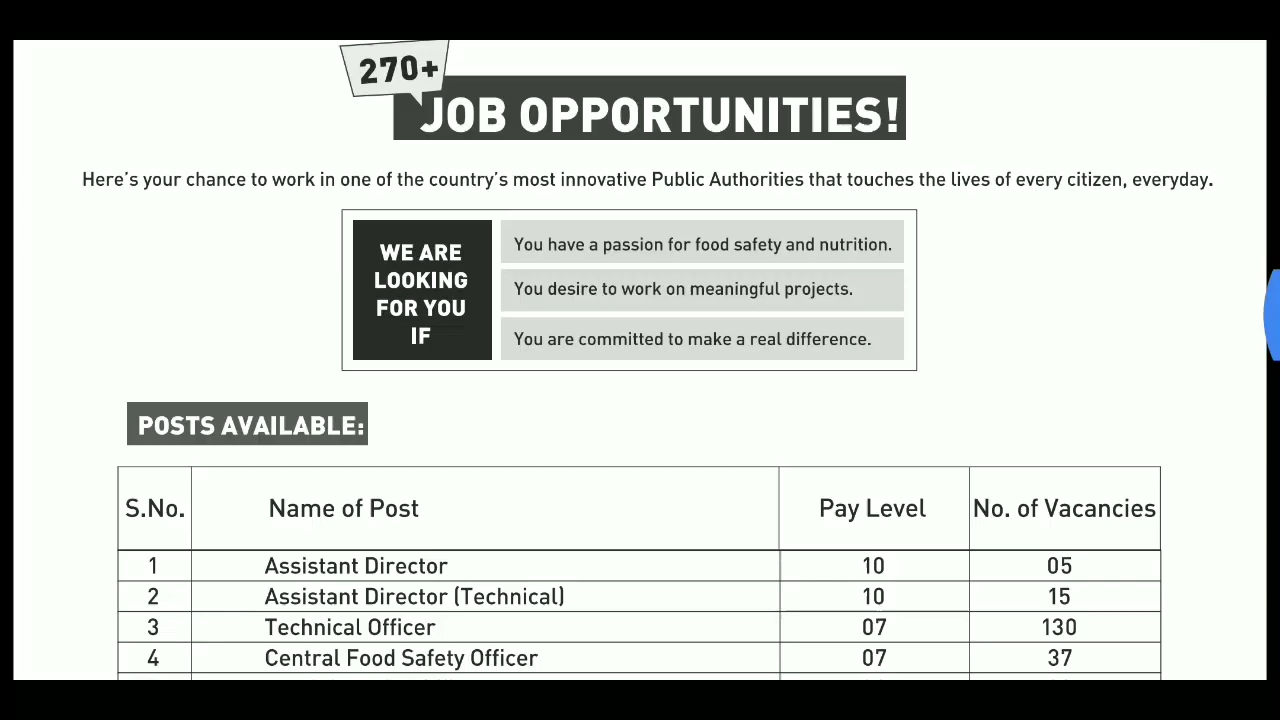 270+
JOB OPPORTUNITIES!
Here's your chance to work in one of the country's most innovative Public Authorities that touches the lives of every citizen, everyday.
WE ARE
LOOKING
FOR YOU
IF
You have a passion for food safety and nutrition.
You desire to work on meaningful projects.
You are committed to make a real difference.
POSTS AVAILABLE:
S.No. Name of Post Pay Level No. of Vacancies
1 Assistant Director 10 05
2 Assistant Director (Technical) 10 15
3 Technical Officer 07 130
4 Central Food Safety Officer 07 37